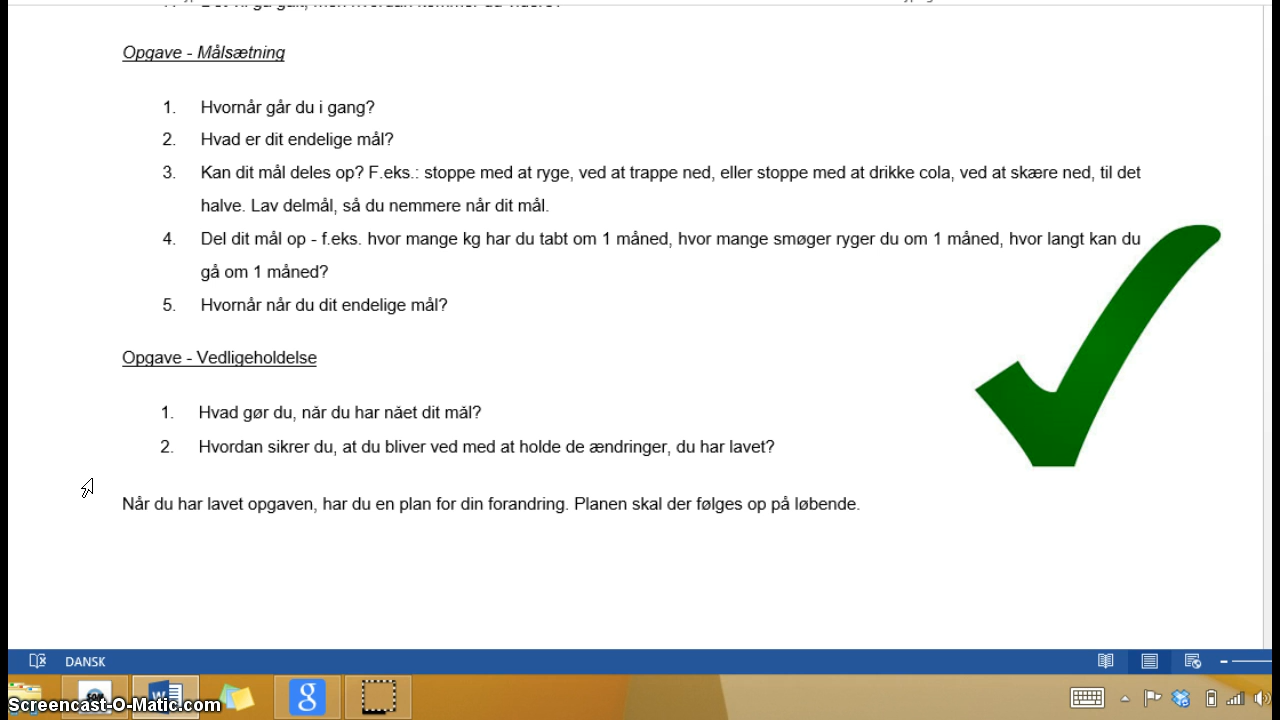 Opgave - Målsætning
1. Hvornår går du i gang?
2. Hvad er dit endelige mål?
3. Kan dit mål deles op? F.eks.: stoppe med at ryge, ved at trappe ned, eller stoppe med at drikke cola, ved at skære ned, til det
halve. Lav delmål, så du nemmere når dit mål.
4. Del dit mål op - f.eks. hvor mange kg har du tabt om 1 måned, hvor mange smøger ryger du om 1 måned, hvor langt kan du
gå om 1 måned?
5. Hvornår når du dit endelige mål?
Opgave - Vedligeholdelse
1. Hvad gør du, når du har nået dit mål?
2. Hvordan sikrer du, at du bliver ved med at holde de ændringer, du har lavet?
Når du har lavet opgaven, har du en plan for din forandring. Planen skal der følges op på løbende.
DANSK
Screencast-O-Matic.com